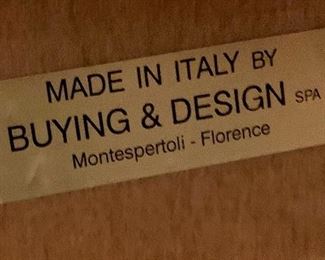 MADE IN ITALY BY
BUYING & DESIGN SPA
Montespertoli - Florence